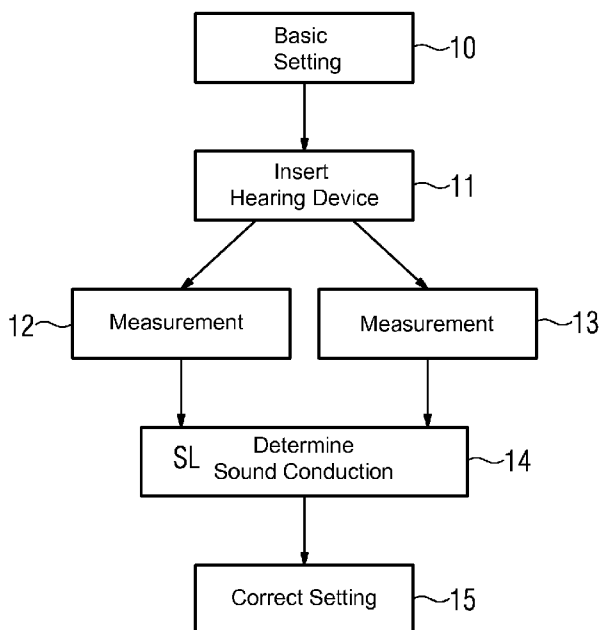 Basic
Setting
10
Insert
Hearing Device
11
12
Measurement
Measurement
13
SL
Determine
Sound Conduction
14
Correct Setting
15